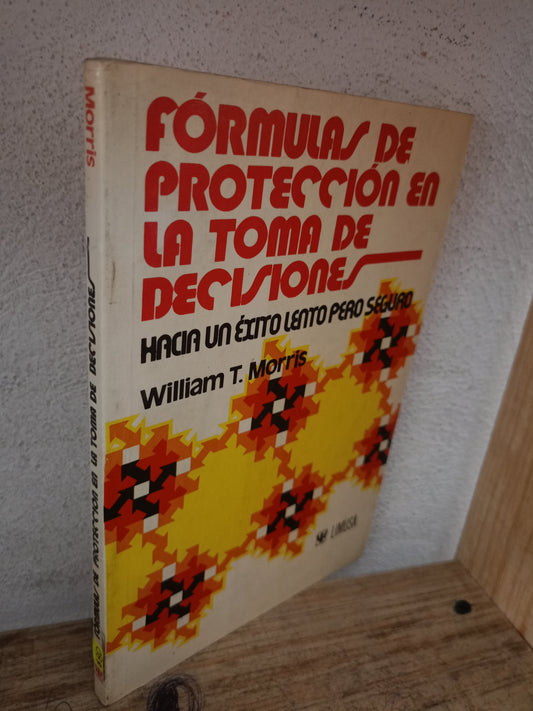 FÓRMULAS DE
PROTECCIÓN EN
LA TOMA DE
DECISIONES
HACIA UN ÉXITO LENTO PERO SEGURO
William T. Morris
LIMUSA
Morris
FÓRMULAS DE PROTECCIÓN EN LA TOMA DE DECISIONES